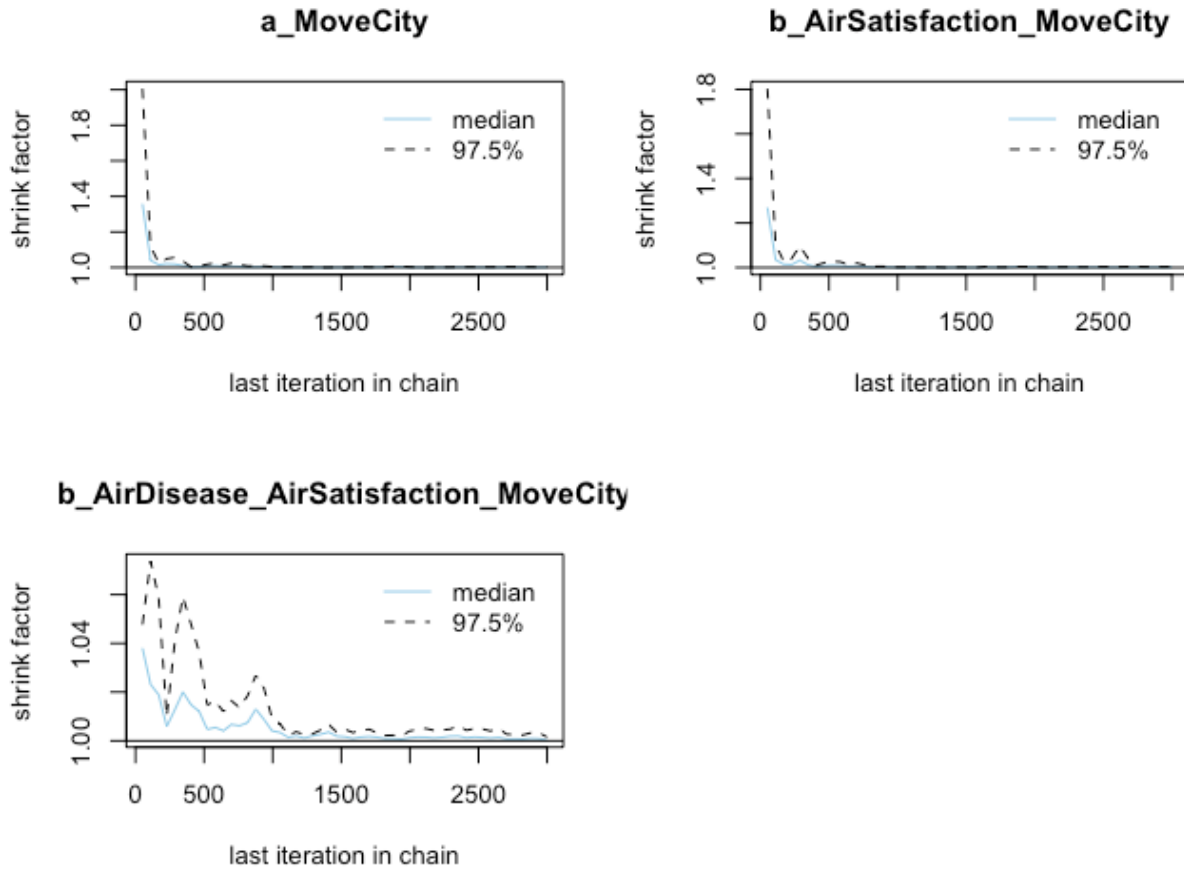 a_MoveCity
shrink factor
1.0 1.4 1.8
median
97.5%
0 500 1500 2500
last iteration in chain
b_AirSatisfaction_MoveCity
shrink factor
1.0 1.4 1.8
median
97.5%
0 500 1500 2500
last iteration in chain
b_AirDisease_AirSatisfaction_MoveCity
shrink factor
1.00 1.04
median
97.5%
0 500 1500 2500
last iteration in chain